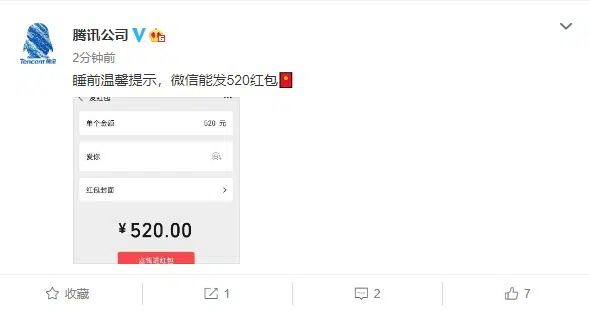 腾讯公司
Tencent 腾讯
2分钟前
睡前温馨提示，微信能发520红包
发红包
单个金额 520 元
爱你
红包封面
¥520.00
塞钱进红包
收藏 1 2 7